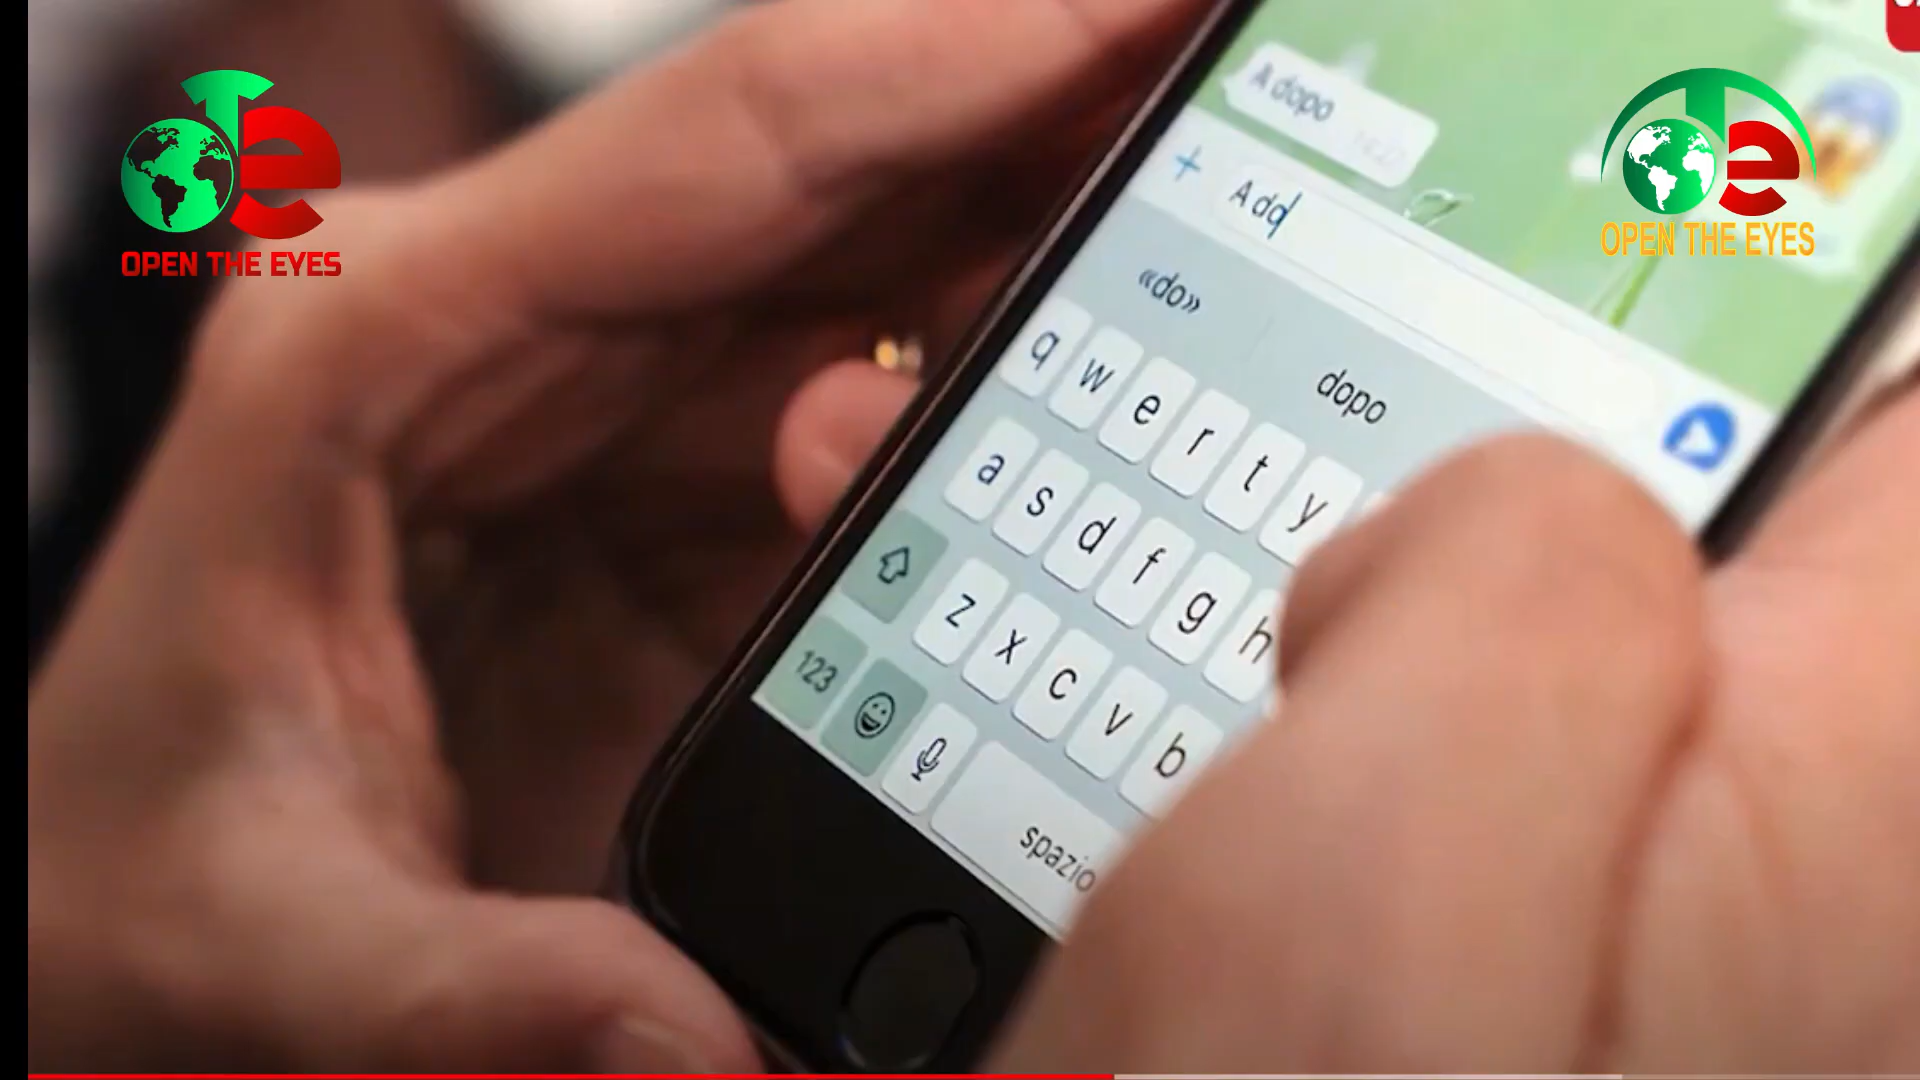 OPEN THE EYES
OPEN THE EYES
A dopo
A do
«do»
dopo
q w e r t y
a s d f g h
z x c v b
123
spazio